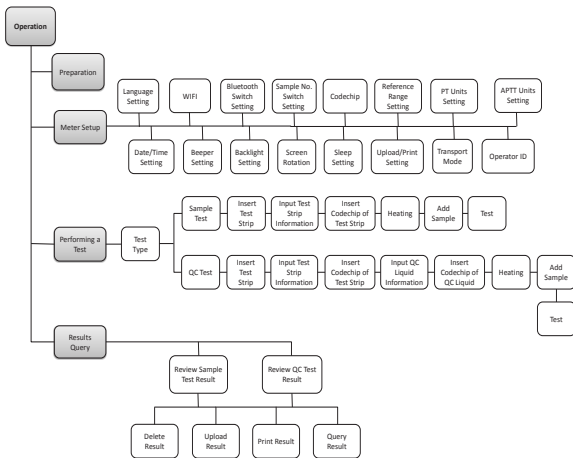 Operation
Preparation
Meter Setup
Language
Setting
WIFI
Bluetooth
Switch
Setting
Sample No.
Switch
Setting
Codechip
Reference
Range
Setting
PT Units
Setting
APTT Units
Setting
Date/Time
Setting
Beeper
Setting
Backlight
Setting
Screen
Rotation
Sleep
Setting
Upload/Print
Setting
Transport
Mode
Operator ID
Performing a
Test
Test
Type
Sample
Test
Insert
Test
Strip
Input Test
Strip
Information
Insert
Codechip of
Test Strip
Heating
Add
Sample
Test
QC Test
Insert
Test
Strip
Input Test
Strip
Information
Insert
Codechip of
Test Strip
Input QC
Liquid
Information
Insert
Codechip of
QC Liquid
Heating
Add
Sample
Test
Results
Query
Review Sample
Test Result
Review QC Test
Result
Delete
Result
Upload
Result
Print Result
Query
Result